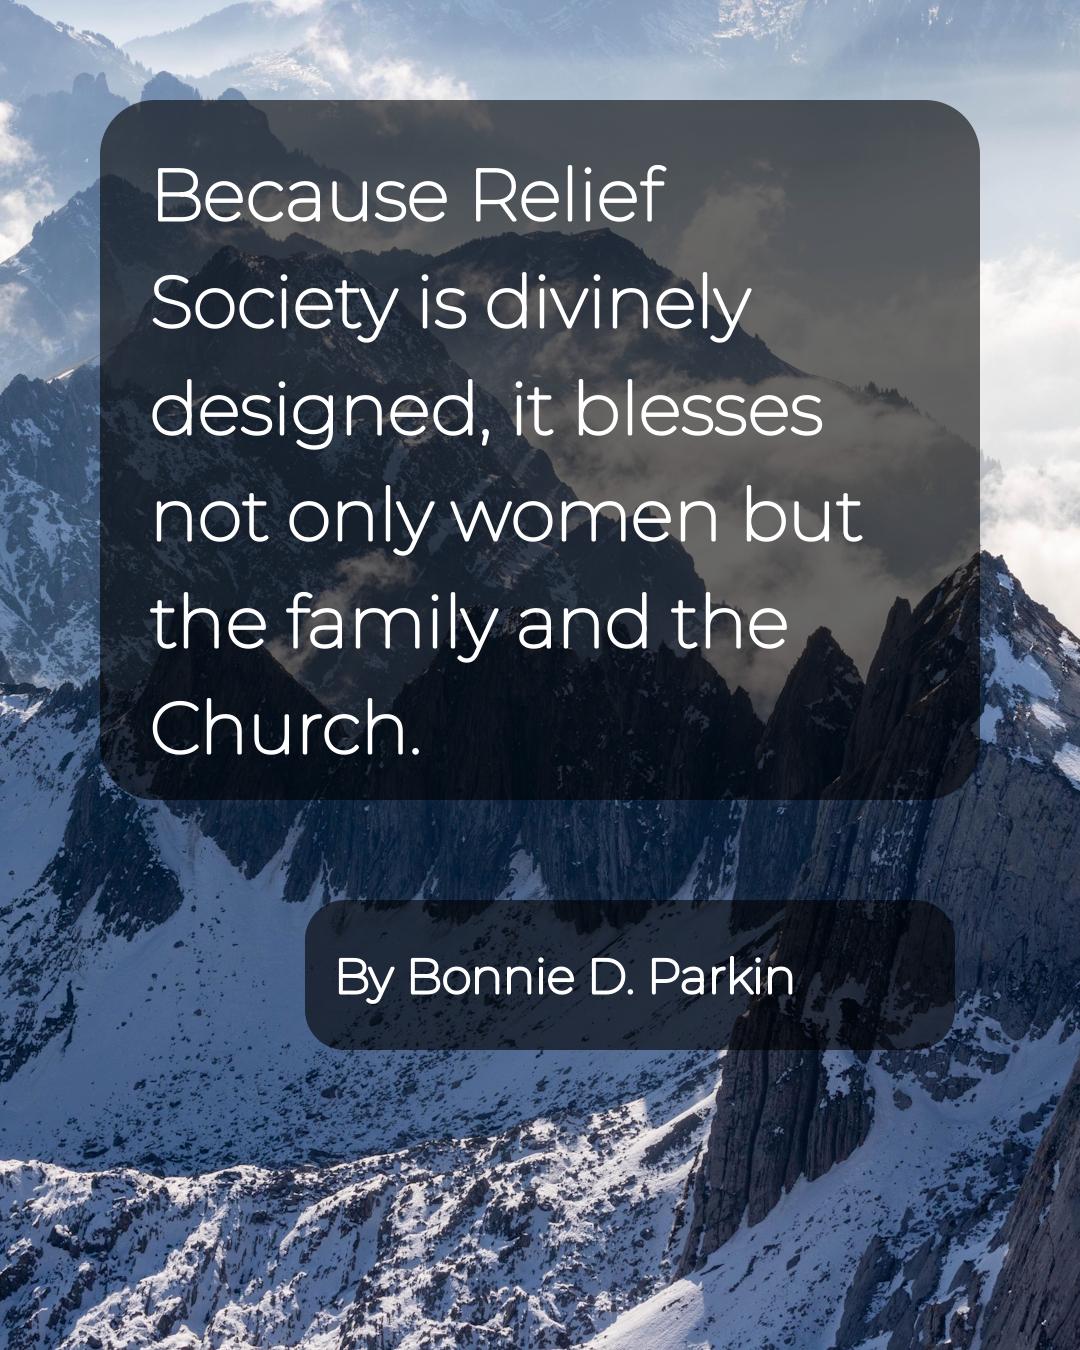 Because Relief
Society is divinely
designed, it blesses
not only women but
the family and the
Church.
By Bonnie D. Parkin